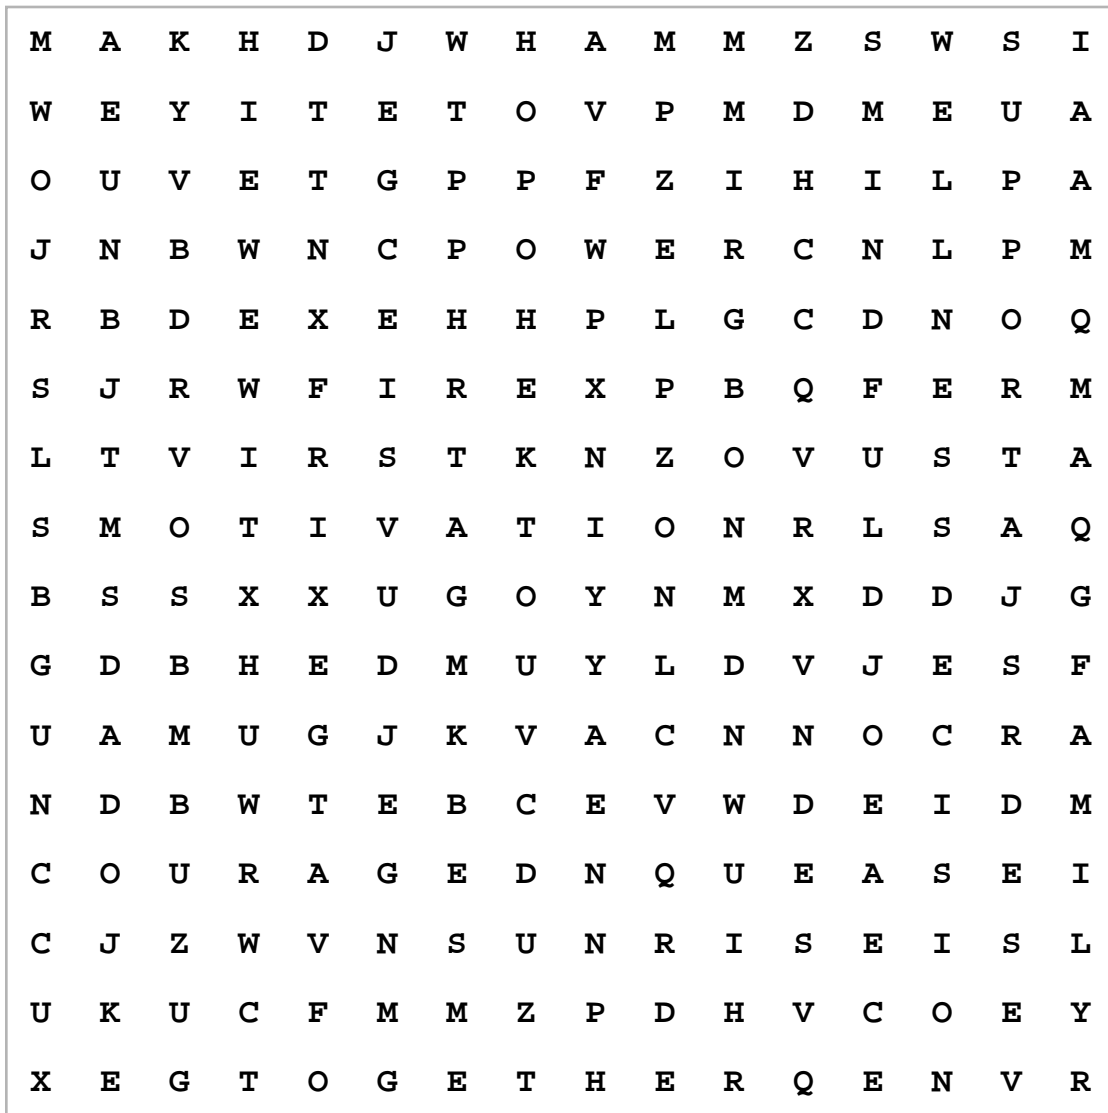 M A K H D J W H A M M Z S W S I
W E Y I T E T O V P M D M E U A
O U V E T G P P F Z I H I L P A
J N B W N C P O W E R C N L P M
R B D E X E H H P L G C D N O Q
S J R W F I R E X P B Q F E R M
L T V I R S T K N Z O V U S T A
S M O T I V A T I O N R L S A Q
B S S X X U G O Y N M X D D J G
G D B H E D M U Y L D V J E S F
U A M U G J K V A C N N O C R A
N D B W T E B C E V W D E I D M
C O U R A G E D N Q U E A S E I
C J Z W V N S U N R I S E I S L
U K U C F M M Z P D H V C O E Y
X E G T O G E T H E R Q E N V R